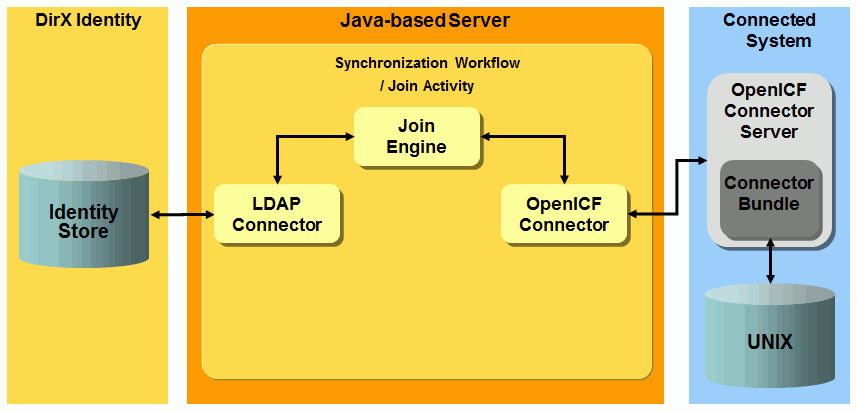 DirX Identity
Java-based Server
Connected
System
Synchronization Workflow
/ Join Activity
OpenICF
Connector
Server
Join
Engine
Connector
Bundle
Identity
Store
LDAP
Connector
OpenICF
Connector
UNIX